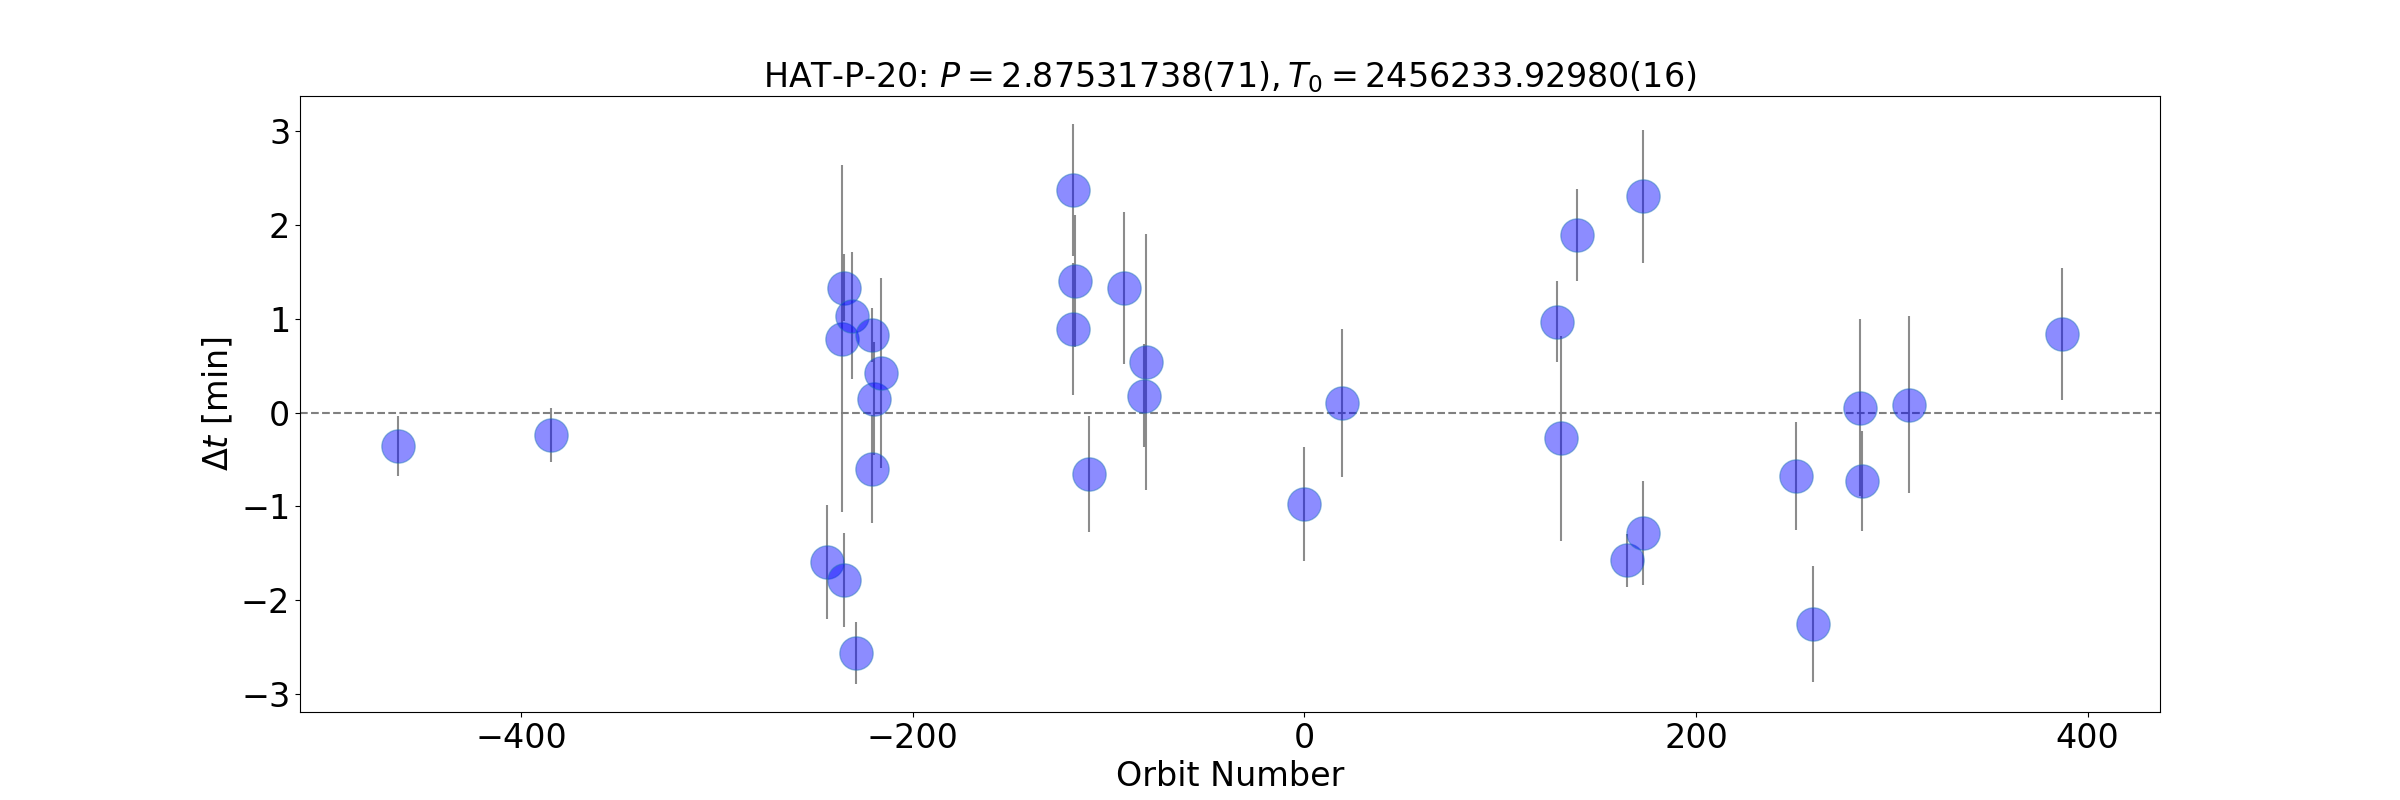 HAT-P-20: P = 2.87531738(71), T₀ = 2456233.92980(16)
3
2
1
0
−1
−2
−3
Δt [min]
−400 −200 0 200 400
Orbit Number